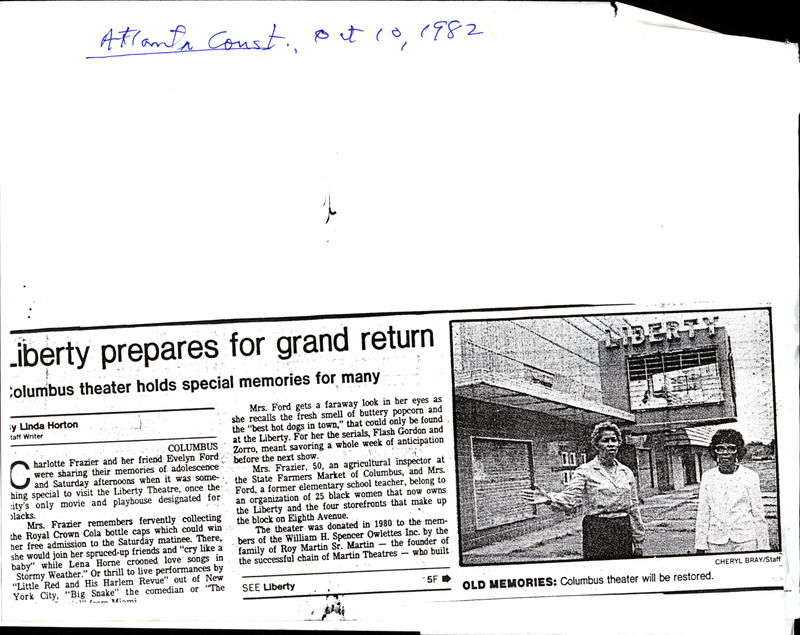 Atlanta Const., Oct 10, 1982
Liberty prepares for grand return
Columbus theater holds special memories for many
y Linda Horton
taff Writer
COLUMBUS
Charlotte Frazier and her friend Evelyn Ford
were sharing their memories of adolescence
and Saturday afternoons when it was some-
hing special to visit the Liberty Theatre, once the
city's only movie and playhouse designated for
blacks.
Mrs. Frazier remembers fervently collecting
the Royal Crown Cola bottle caps which could win
her free admission to the Saturday matinee. There,
she would join her spruced-up friends and "cry like a
baby" while Lena Horne crooned love songs in
Stormy Weather." Or thrill to live performances by
"Little Red and His Harlem Revue" out of New
York City, "Big Snake" the comedian or "The
from Miami
Mrs. Ford gets a faraway look in her eyes as
she recalls the fresh smell of buttery popcorn and
the "best hot dogs in town," that could only be found
at the Liberty. For her the serials, Flash Gordon and
Zorro, meant savoring a whole week of anticipation
before the next show.
Mrs. Frazier, 50, an agricultural inspector at
the State Farmers Market of Columbus, and Mrs.
Ford, a former elementary school teacher, belong to
an organization of 25 black women that now owns
the Liberty and the four storefronts that make up
the block on Eighth Avenue.
The theater was donated in 1980 to the mem-
bers of the William H. Spencer Owlettes Inc. by the
family of Roy Martin Sr. Martin — the founder of
the successful chain of Martin Theatres — who built
SEE Liberty 5F
LIBERTY
CHERYL BRAY/Staff
OLD MEMORIES: Columbus theater will be restored.